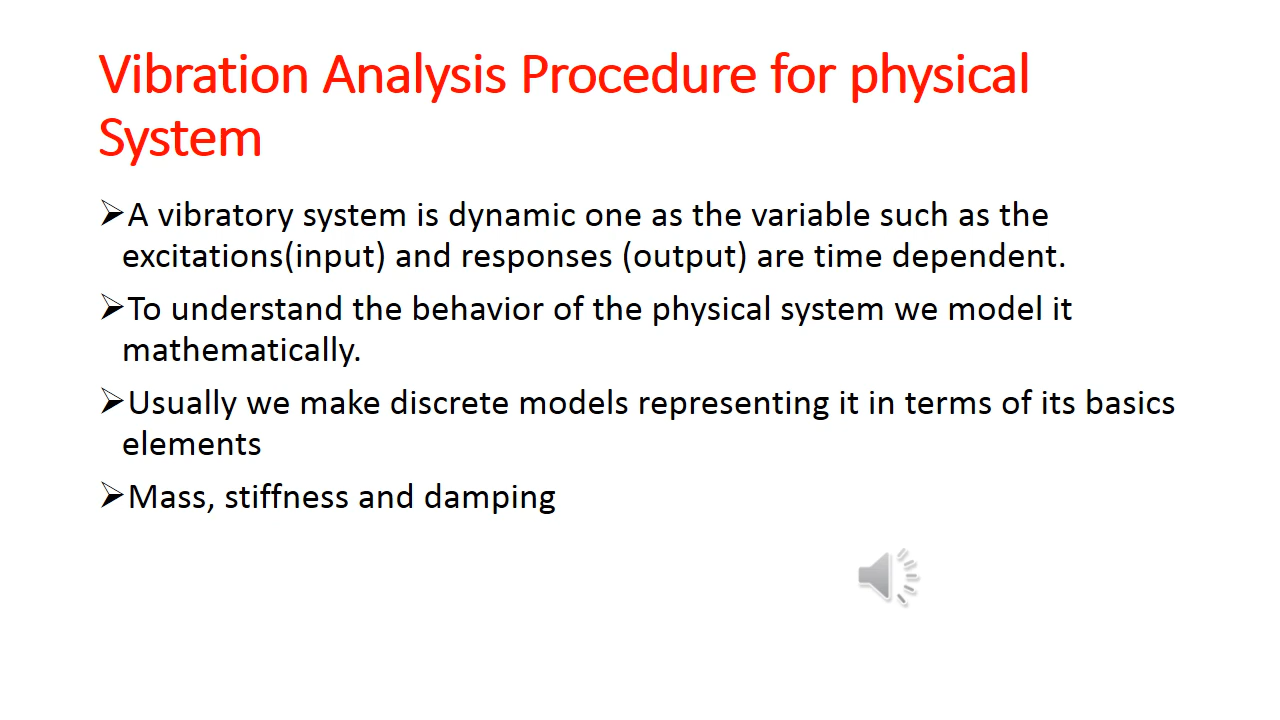 Vibration Analysis Procedure for physical
System
➢A vibratory system is dynamic one as the variable such as the
excitations(input) and responses (output) are time dependent.
➢To understand the behavior of the physical system we model it
mathematically.
➢Usually we make discrete models representing it in terms of its basics
elements
➢Mass, stiffness and damping